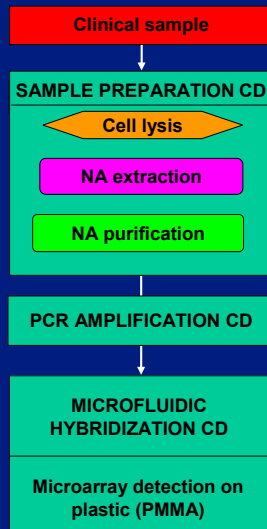 Clinical sample
SAMPLE PREPARATION CD
Cell lysis
NA extraction
NA purification
PCR AMPLIFICATION CD
MICROFLUIDIC
HYBRIDIZATION CD
Microarray detection on
plastic (PMMA)